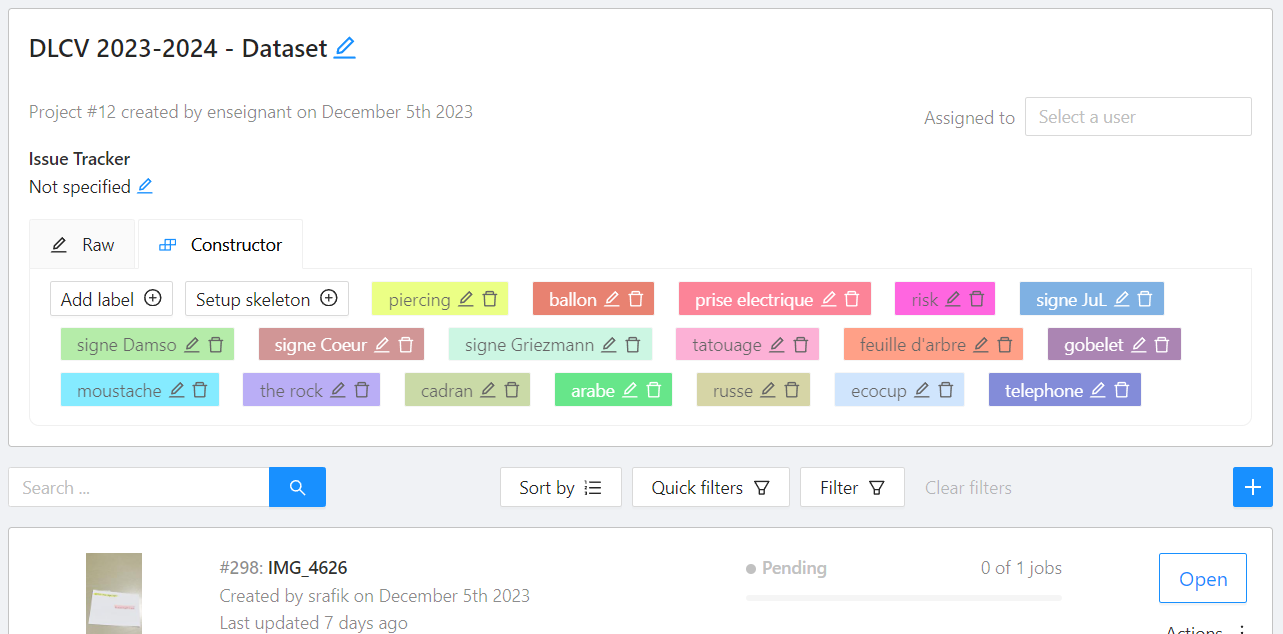 DLCV 2023-2024 - Dataset
Project #12 created by enseignant on December 5th 2023
Assigned to Select a user
Issue Tracker
Not specified
Raw Constructor
Add label Setup skeleton piercing ballon prise electrique risk signe JuL
signe Damso signe Coeur signe Griezmann tatouage feuille d'arbre gobelet
moustache the rock cadran arabe russe ecocup telephone
Search ... Sort by Quick filters Filter Clear filters
#298: IMG_4626 Pending 0 of 1 jobs Open
Created by srafik on December 5th 2023
Last updated 7 days ago Actions